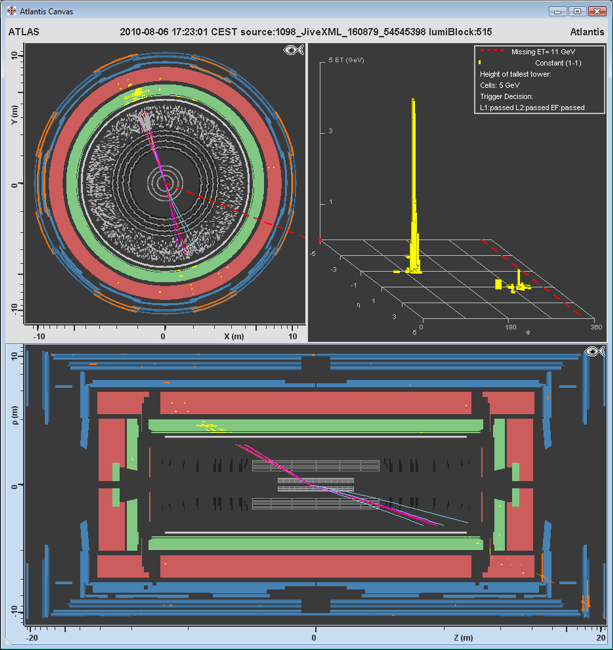 Atlantis Canvas
ATLAS 2010-08-06 17:23:01 CEST source:1098_JiveXML_160879_54545398 lumiBlock:515 Atlantis
10
Y (m)
0
-10
-10 0 X (m) 10
5 ET (GeV)
3
1
-5
-3
-1
η
1
3
5
0 180 φ 360
Missing ET= 11 GeV
Constant (1-1)
Height of tallest tower:
Cells: 5 GeV
Trigger Decision:
L1:passed L2:passed EF:passed
10
ρ (m)
0
-10
-20 0 Z (m) 20